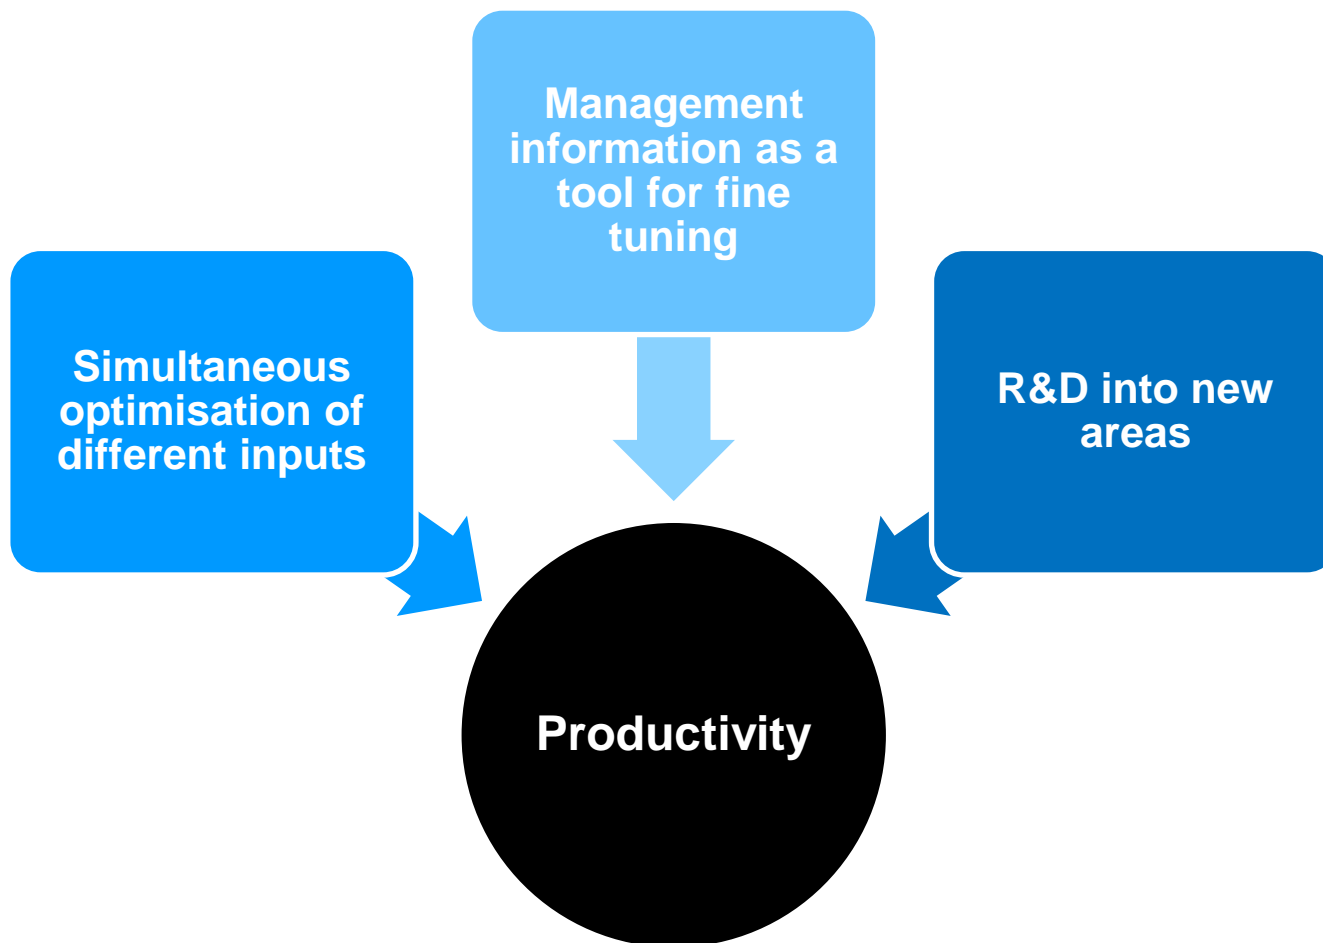 Management
information as a
tool for fine
tuning
Simultaneous
optimisation of
different inputs
R&D into new
areas
Productivity